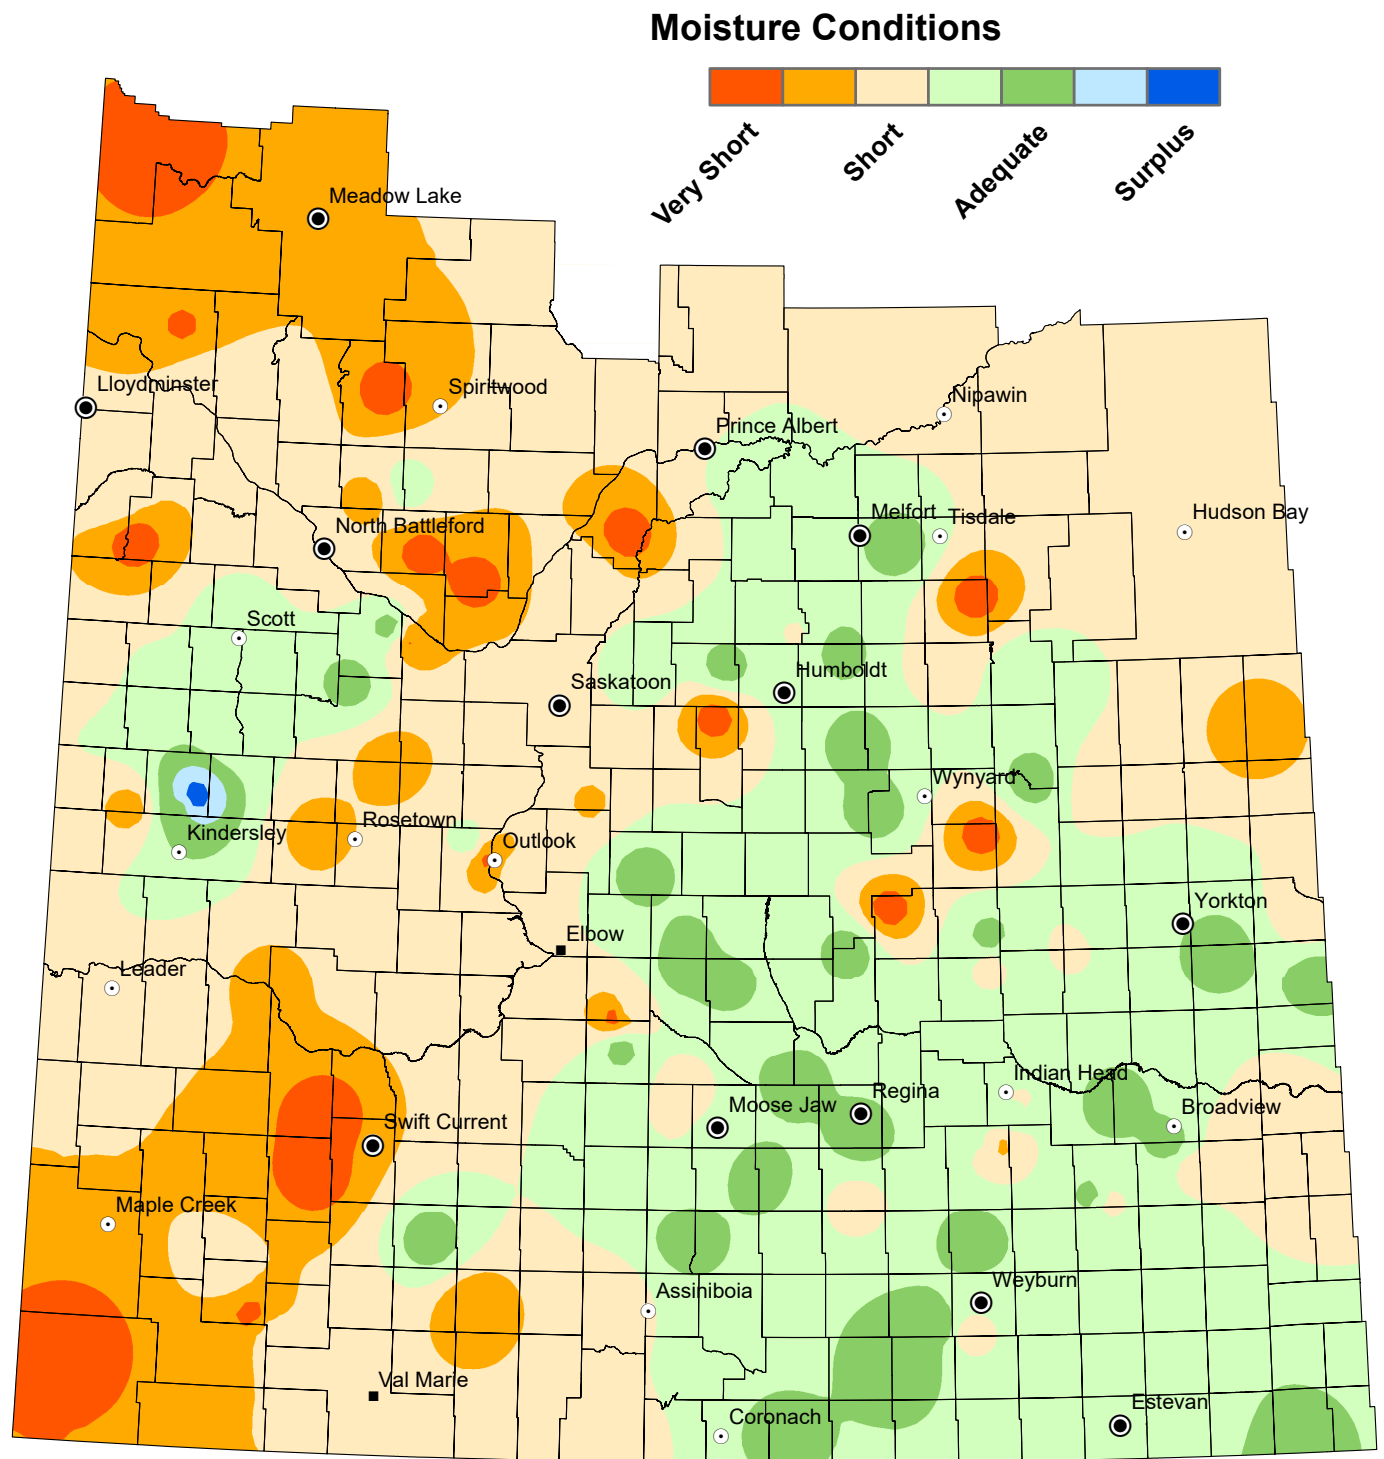 Moisture Conditions
Very Short
Short
Adequate
Surplus
Meadow Lake
Lloydminster
Spiritwood
Nipawin
Prince Albert
Hudson Bay
Melfort
Tisdale
North Battleford
Scott
Humboldt
Saskatoon
Wynyard
Rosetown
Kindersley
Outlook
Yorkton
Elbow
Leader
Indian Head
Regina
Moose Jaw
Broadview
Swift Current
Maple Creek
Weyburn
Assiniboia
Val Marie
Estevan
Coronach